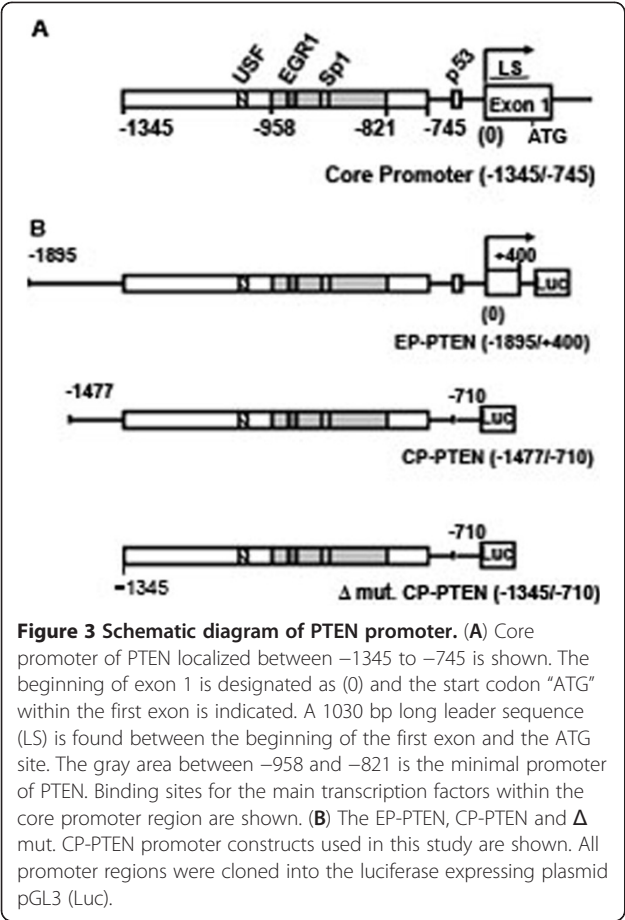 A
USF EGR1 Sp1 p53 LS
Exon 1
-1345 -958 -821 -745 (0) ATG
Core Promoter (-1345/-745)
B
-1895 +400
Luc
(0)
EP-PTEN (-1895/+400)
-1477 -710
Luc
CP-PTEN (-1477/-710)
-710
Luc
-1345 Δ mut. CP-PTEN (-1345/-710)
Figure 3 Schematic diagram of PTEN promoter. (A) Core
promoter of PTEN localized between −1345 to −745 is shown. The
beginning of exon 1 is designated as (0) and the start codon “ATG”
within the first exon is indicated. A 1030 bp long leader sequence
(LS) is found between the beginning of the first exon and the ATG
site. The gray area between −958 and −821 is the minimal promoter
of PTEN. Binding sites for the main transcription factors within the
core promoter region are shown. (B) The EP-PTEN, CP-PTEN and Δ
mut. CP-PTEN promoter constructs used in this study are shown. All
promoter regions were cloned into the luciferase expressing plasmid
pGL3 (Luc).